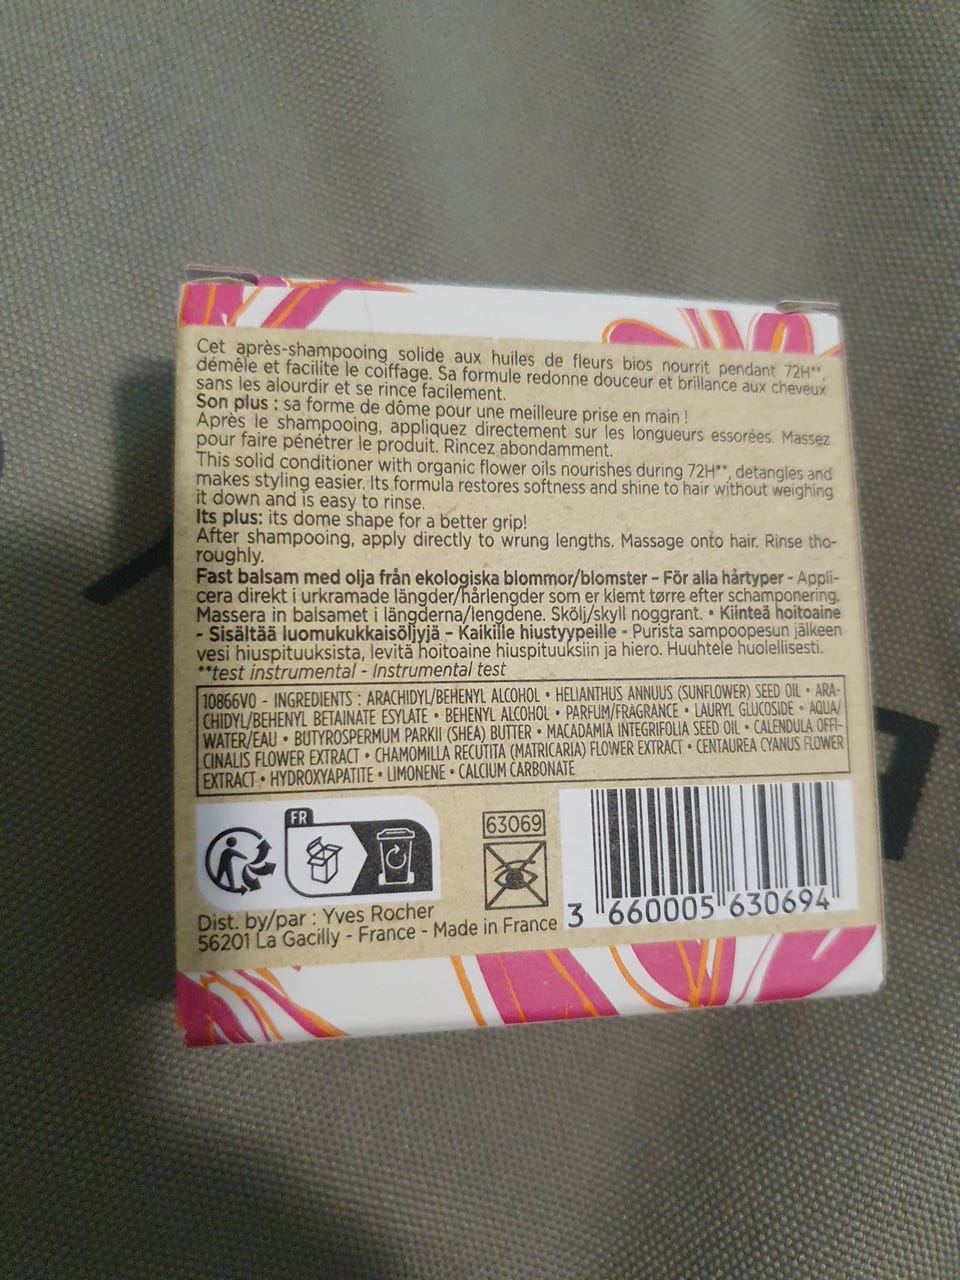 Cet après-shampooing solide aux huiles de fleurs bios nourrit pendant 72H**,
démêle et facilite le coiffage. Sa formule redonne douceur et brillance aux cheveux
sans les alourdir et se rince facilement.
Son plus : sa forme de dôme pour une meilleure prise en main !
Après le shampooing, appliquez directement sur les longueurs essorées. Massez
pour faire pénétrer le produit. Rincez abondamment.
This solid conditioner with organic flower oils nourishes during 72H**, detangles and
makes styling easier. Its formula restores softness and shine to hair without weighing
it down and is easy to rinse.
Its plus: its dome shape for a better grip!
After shampooing, apply directly to wrung lengths. Massage onto hair. Rinse tho-
roughly.
Fast balsam med olja från ekologiska blommor/blomster - För alla hårtyper - Appli-
cera direkt i urkramade längder/hårlengder som er klemt tørre efter schamponering.
Massera in balsamet i längderna/lengdene. Skölj/skyll noggrant. • Kiinteä hoitoaine
- Sisältää luomukukkaisöljyjä - Kaikille hiustyypeille - Purista sampoopesun jälkeen
vesi hiuspituuksista, levitä hoitoaine hiuspituuksiin ja hiero. Huuhtele huolellisesti.
**test instrumental - Instrumental test
10866V0 - INGREDIENTS : ARACHIDYL/BEHENYL ALCOHOL • HELIANTHUS ANNUUS (SUNFLOWER) SEED OIL • ARA-
CHIDYL/BEHENYL BETAINATE ESYLATE • BEHENYL ALCOHOL • PARFUM/FRAGRANCE • LAURYL GLUCOSIDE • AQUA/
WATER/EAU • BUTYROSPERMUM PARKII (SHEA) BUTTER • MACADAMIA INTEGRIFOLIA SEED OIL • CALENDULA OFFI-
CINALIS FLOWER EXTRACT • CHAMOMILLA RECUTITA (MATRICARIA) FLOWER EXTRACT • CENTAUREA CYANUS FLOWER
EXTRACT • HYDROXYAPATITE • LIMONENE • CALCIUM CARBONATE
FR
63069
3 660005 630694
Dist. by/par : Yves Rocher
56201 La Gacilly - France - Made in France